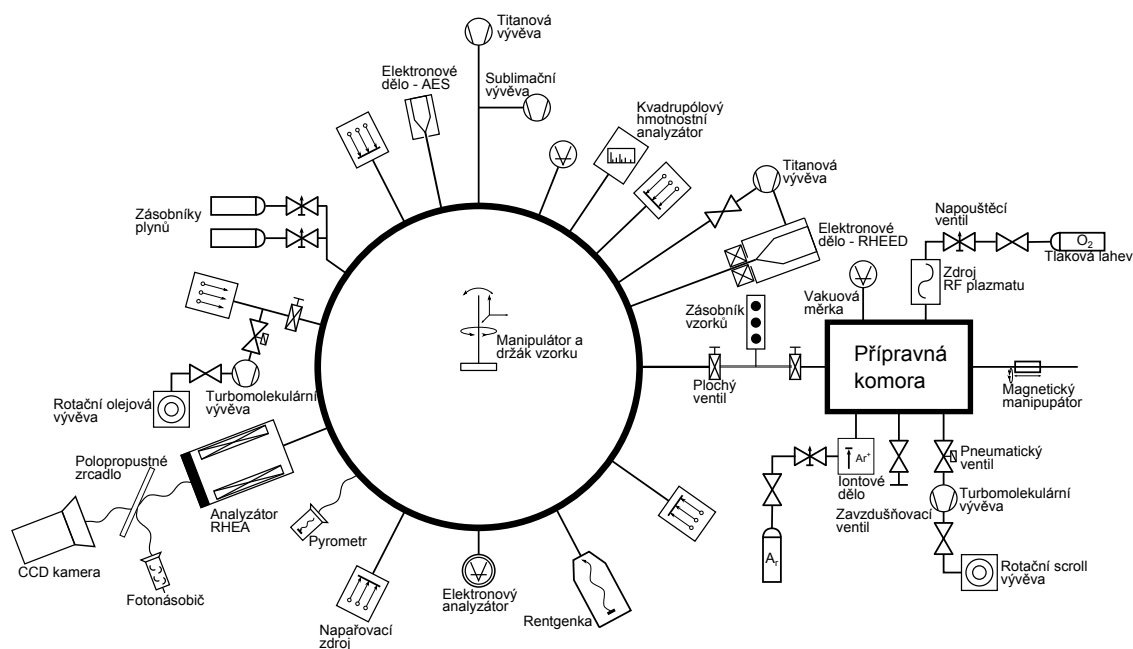 Titanová
vývěva
Elektronové
dělo - AES
Sublimační
vývěva
Kvadrupólový
hmotnostní
analyzátor
Titanová
vývěva
Elektronové
dělo - RHEED
Zásobníky
plynů
Napouštěcí
ventil
O2
Tláková lahev
Zdroj
RF plazmatu
Vakuová
měrka
Zásobník
vzorků
Manipulátor a
držák vzorku
Plochý
ventil
Přípravná
komora
Magnetický
manipupátor
Turbomolekulární
vývěva
Rotační olejová
vývěva
Polopropustné
zrcadlo
Analyzátor
RHEA
CCD kamera
Fotonásobič
Pyrometr
Napařovací
zdroj
Elektronový
analyzátor
Rentgenka
Ar+
Iontové
dělo
Ar
Zavzdušňovací
ventil
Pneumatický
ventil
Turbomolekulární
vývěva
Rotační scroll
vývěva